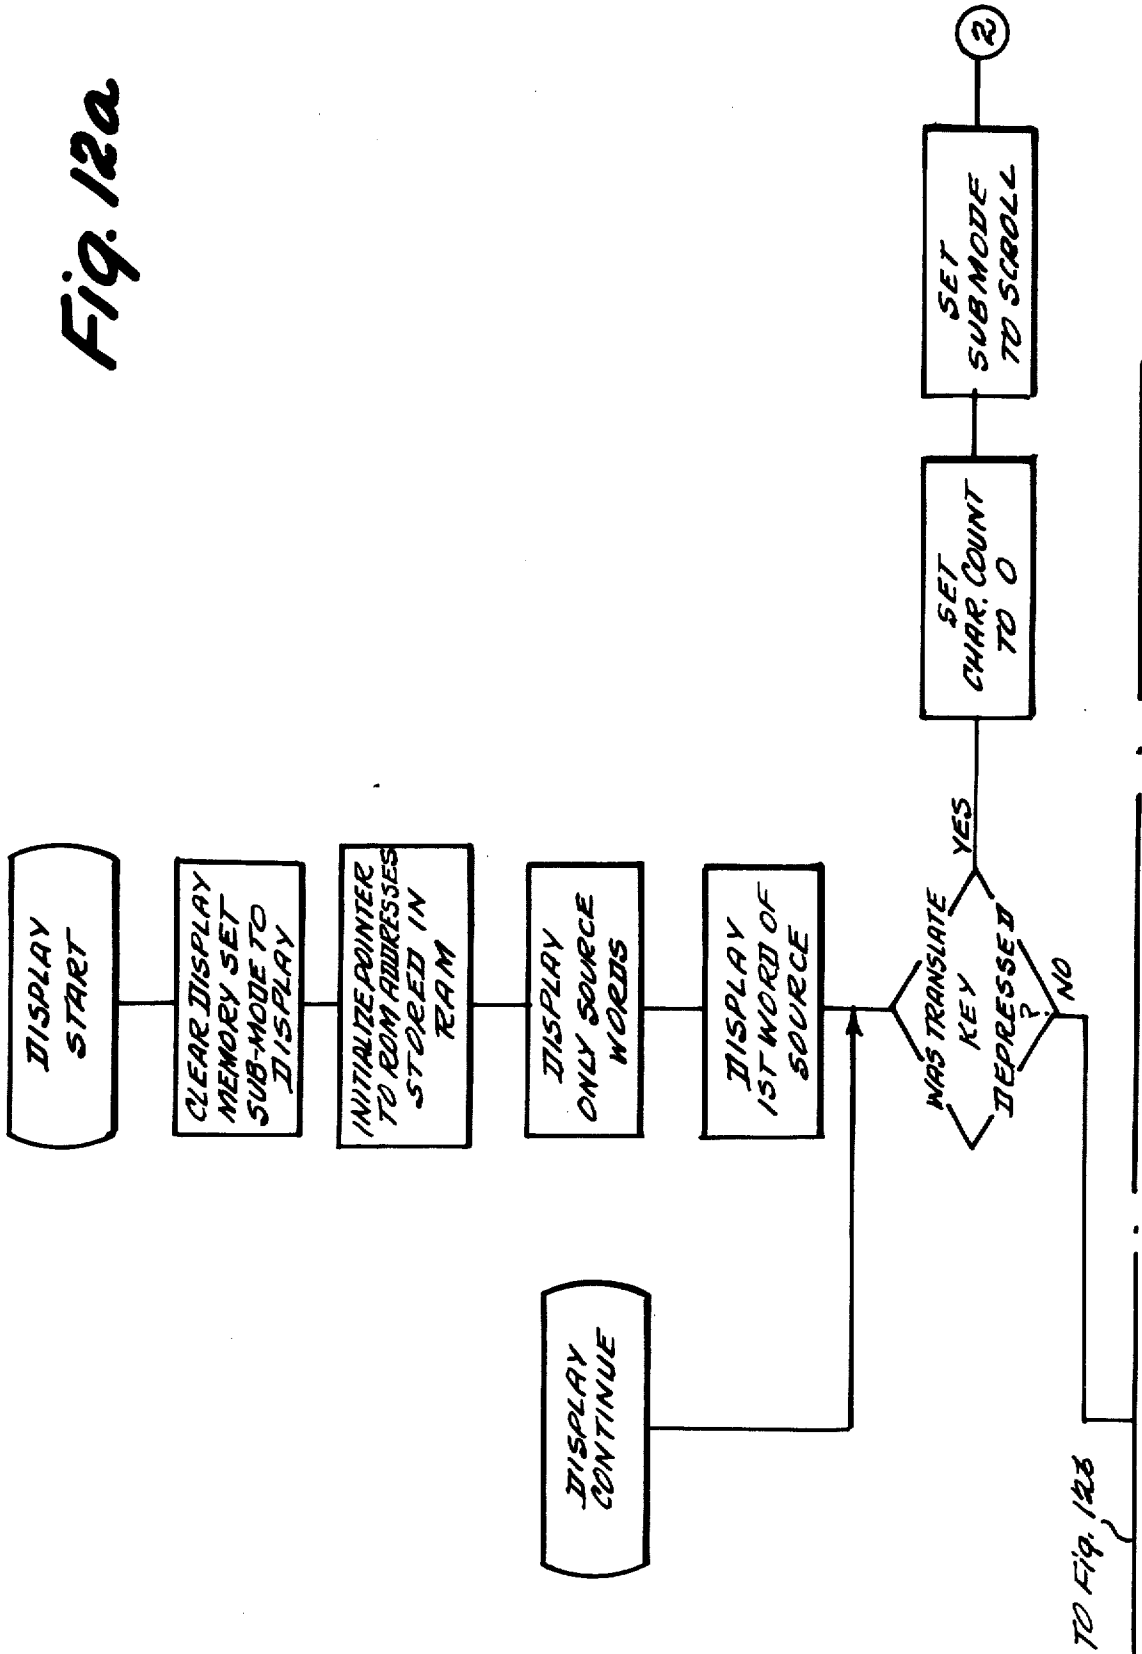 Fig. 12a
DISPLAY
START
CLEAR DISPLAY
MEMORY SET
SUB-MODE TO
DISPLAY
INITIALIZE POINTER
TO ROM ADDRESSES
STORED IN
RAM
DISPLAY
ONLY SOURCE
WORDS
DISPLAY
1ST WORD OF
SOURCE
DISPLAY
CONTINUE
WAS TRANSLATE
KEY
DEPRESSED
?
YES
NO
SET
CHAR. COUNT
TO 0
SET
SUBMODE
TO SCROLL
2
TO Fig. 12b